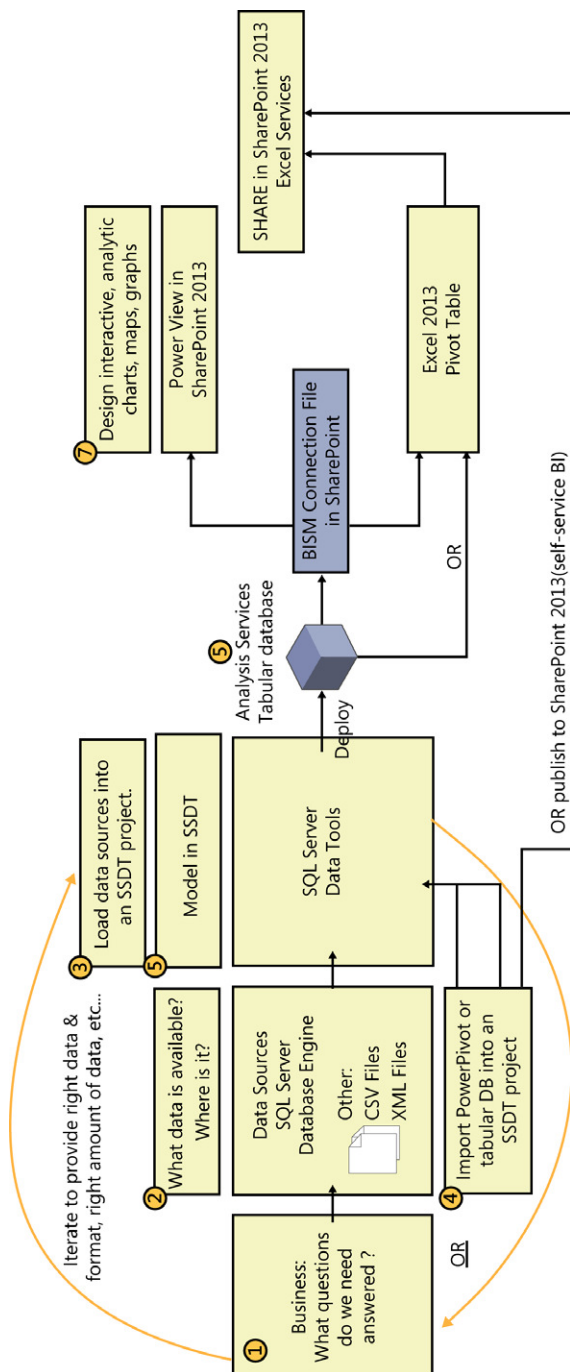 Iterate to provide right data &
format, right amount of data, etc...
1
Business:
What questions
do we need
answered ?
2
What data is available?
Where is it?
Data Sources
SQL Server
Database Engine
Other:
CSV Files
XML Files
OR
4
Import PowerPivot or
tabular DB into an
SSDT project
3
Load data sources into
an SSDT project.
5
Model in SSDT
SQL Server
Data Tools
Deploy
5
Analysis Services
Tabular database
BISM Connection File
in SharePoint
OR
7
Design interactive, analytic
charts, maps, graphs
Power View in
SharePoint 2013
Excel 2013
Pivot Table
SHARE in SharePoint 2013
Excel Services
OR publish to SharePoint 2013(self-service BI)